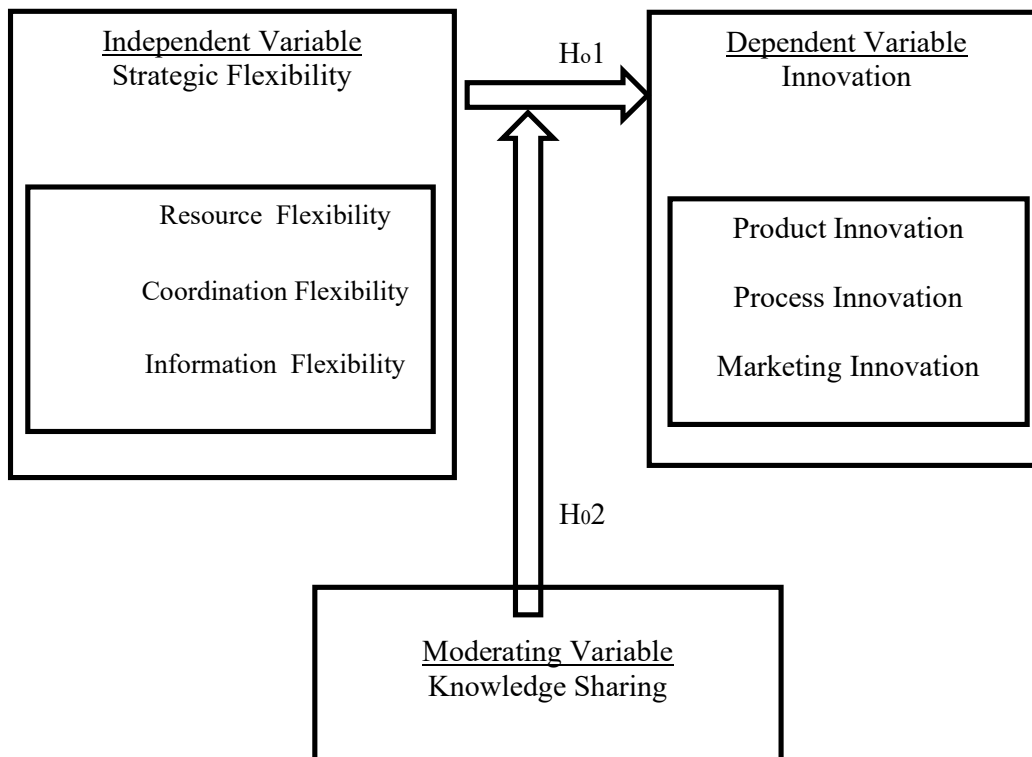 Independent Variable
Strategic Flexibility
Resource Flexibility
Coordination Flexibility
Information Flexibility
Ho1
Dependent Variable
Innovation
Product Innovation
Process Innovation
Marketing Innovation
H02
Moderating Variable
Knowledge Sharing